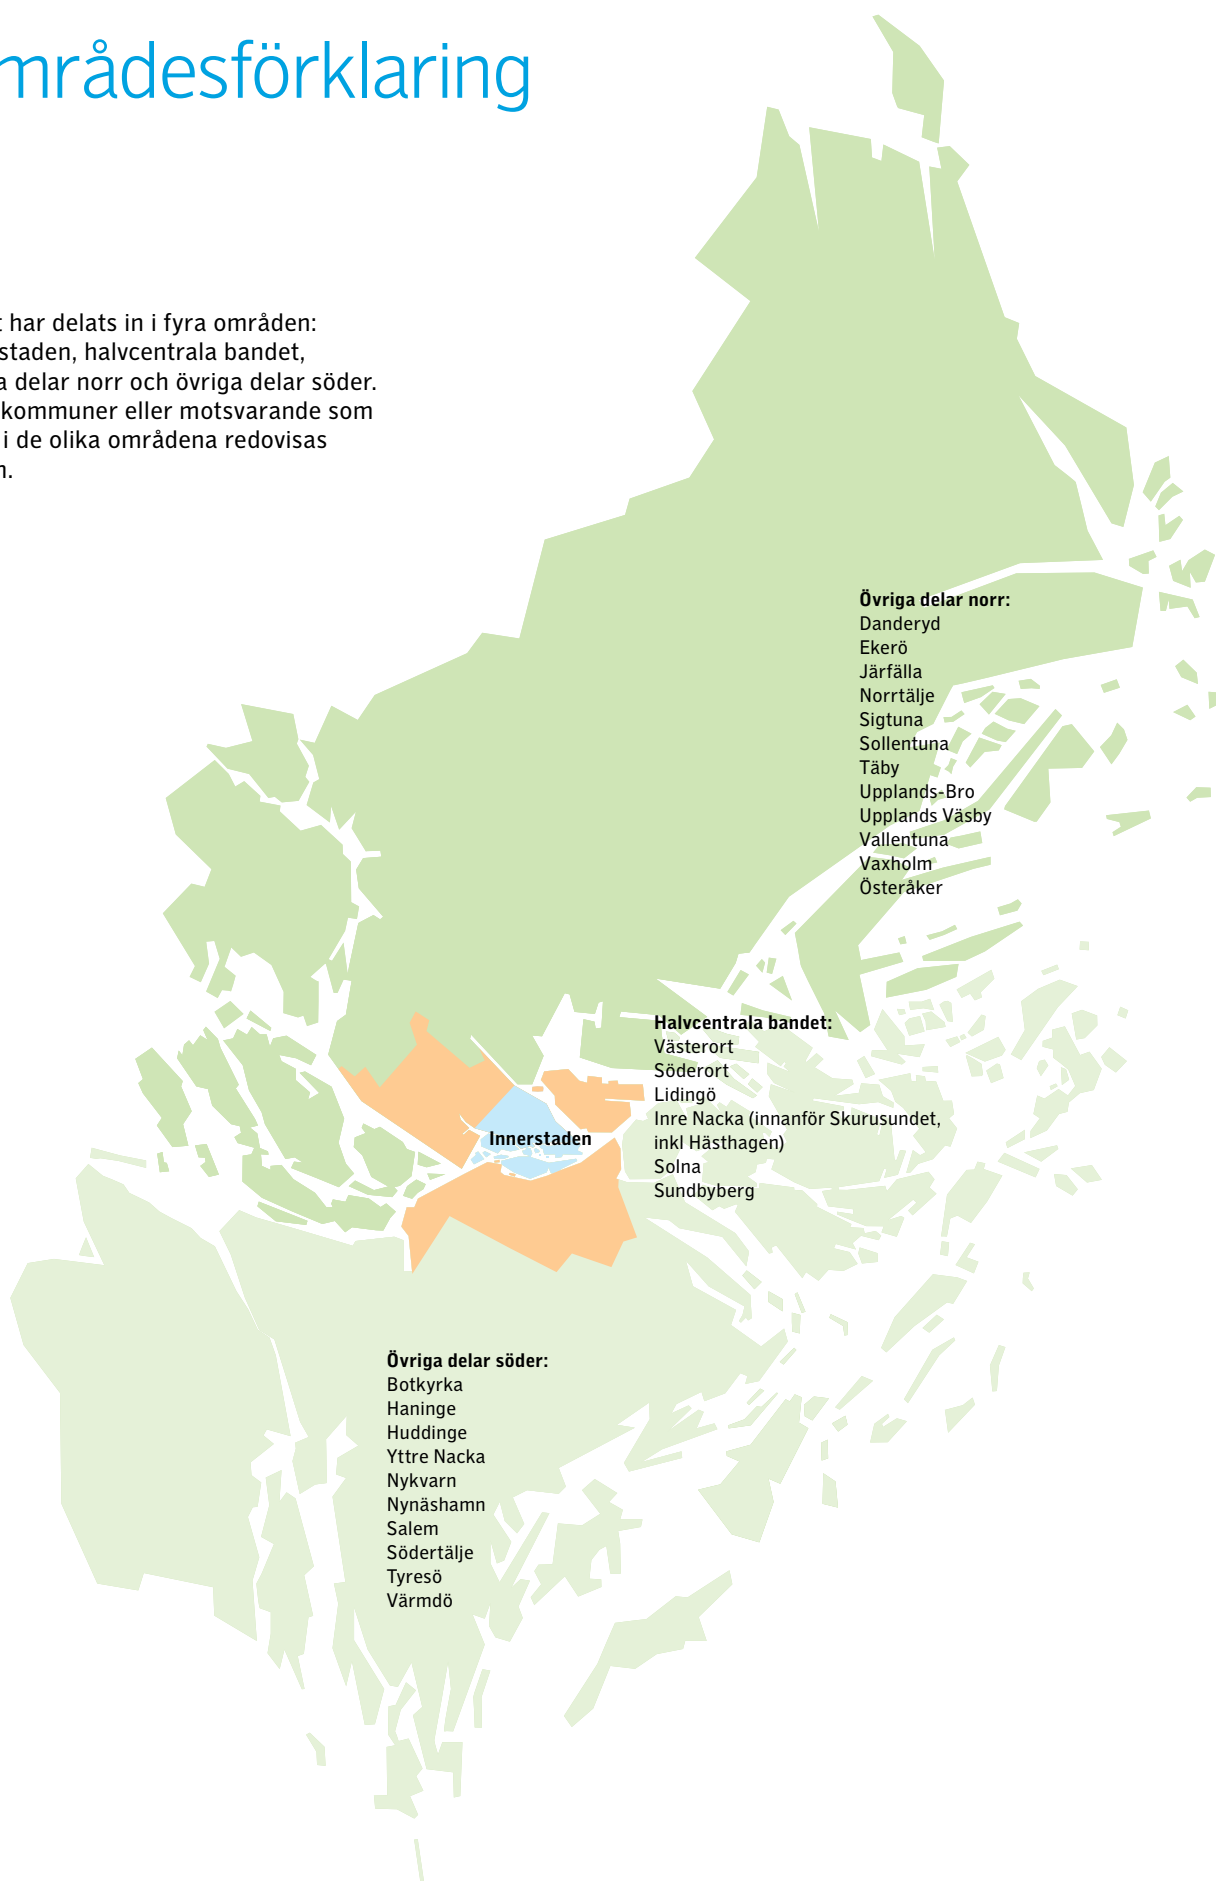 mrådesförklaring
t har delats in i fyra områden:
staden, halvcentrala bandet,
a delar norr och övriga delar söder.
kommuner eller motsvarande som
i de olika områdena redovisas
n.
Övriga delar norr:
Danderyd
Ekerö
Järfälla
Norrtälje
Sigtuna
Sollentuna
Täby
Upplands-Bro
Upplands Väsby
Vallentuna
Vaxholm
Österåker
Halvcentrala bandet:
Västerort
Söderort
Lidingö
Inre Nacka (innanför Skurusundet,
inkl Hästhagen)
Solna
Sundbyberg
Innerstaden
Övriga delar söder:
Botkyrka
Haninge
Huddinge
Yttre Nacka
Nykvarn
Nynäshamn
Salem
Södertälje
Tyresö
Värmdö